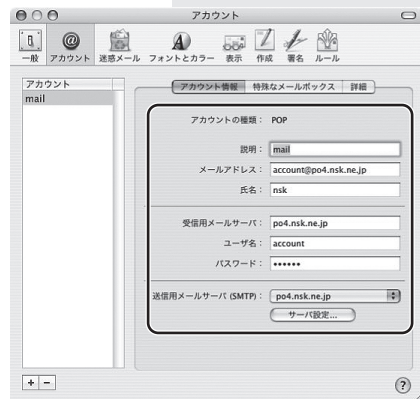 アカウント
一般 アカウント 迷惑メール フォントとカラー 表示 作成 署名 ルール
アカウント
mail
アカウント情報 特殊なメールボックス 詳細
アカウントの種類： POP
説明： mail
メールアドレス： account@po4.nsk.ne.jp
氏名： nsk
受信用メールサーバ： po4.nsk.ne.jp
ユーザ名： account
パスワード： ••••••
送信用メールサーバ (SMTP)： po4.nsk.ne.jp
サーバ設定...
+ − ?